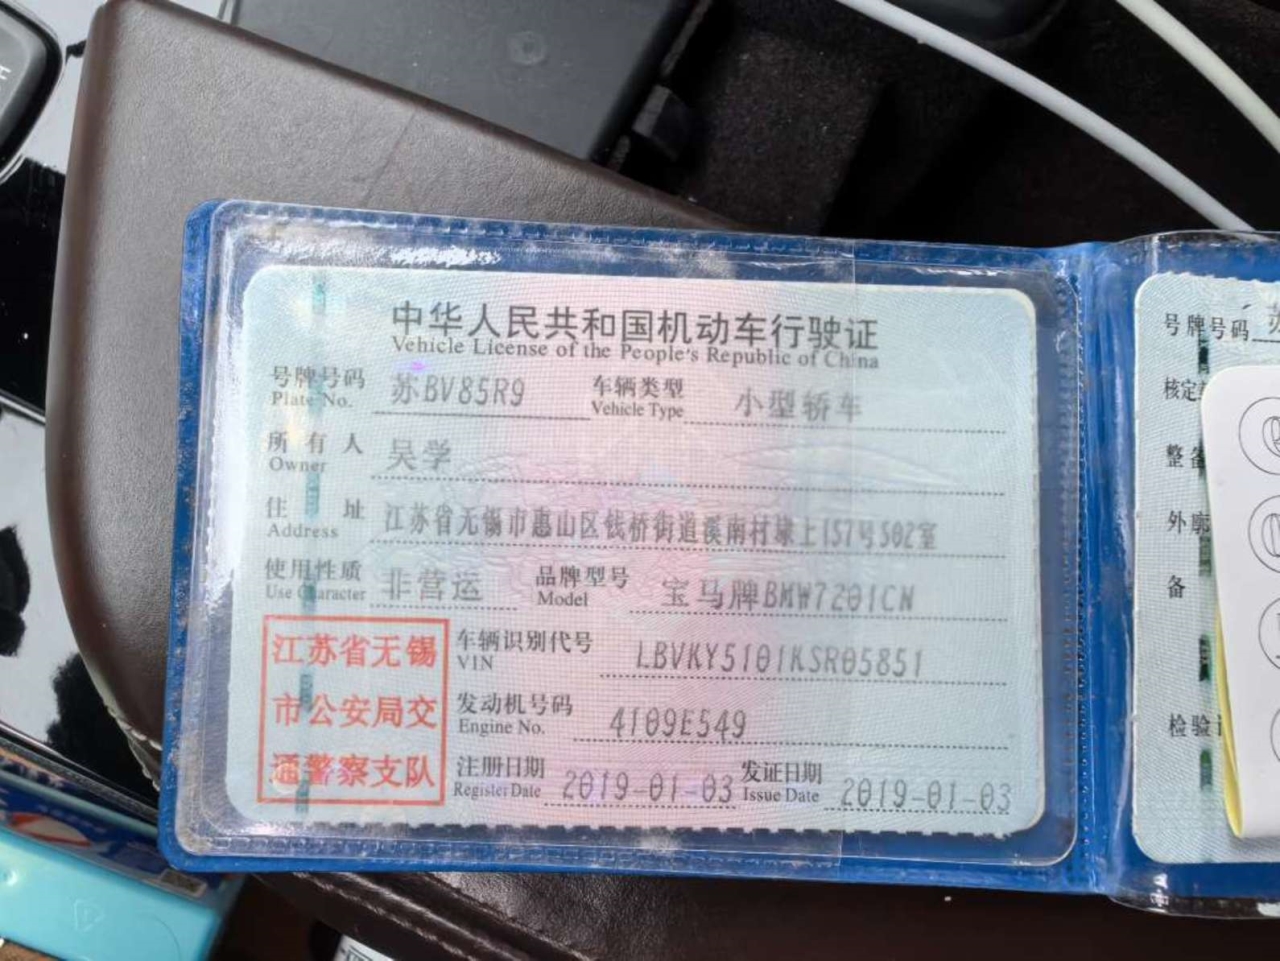 中华人民共和国机动车行驶证
Vehicle License of the People's Republic of China
号牌号码 苏BV85R9 车辆类型 小型轿车
Plate No. Vehicle Type
所有人 吴学
Owner
住址 江苏省无锡市惠山区钱桥街道溪南村埭上157号502室
Address
使用性质 非营运 品牌型号 宝马牌BMW7201CN
Use Character Model
江苏省无锡
市公安局交
通警察支队
车辆识别代号 LBVKY5101KSR05851
VIN
发动机号码 4109E549
Engine No.
注册日期 2019-01-03 发证日期 2019-01-03
Register Date Issue Date
号牌号码
核定
整备
外廓
备
检验